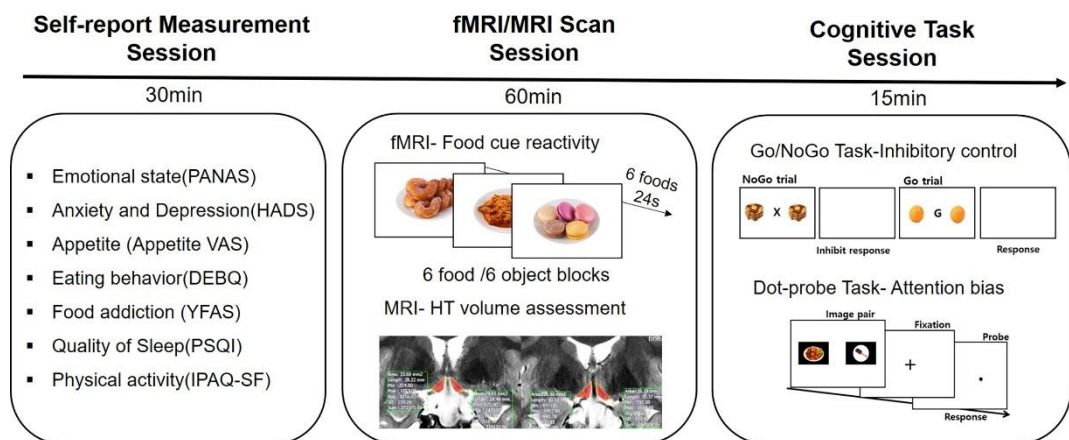 Self-report Measurement
Session
fMRI/MRI Scan
Session
Cognitive Task
Session
30min
60min
15min
▪ Emotional state(PANAS)
▪ Anxiety and Depression(HADS)
▪ Appetite (Appetite VAS)
▪ Eating behavior(DEBQ)
▪ Food addiction (YFAS)
▪ Quality of Sleep(PSQI)
▪ Physical activity(IPAQ-SF)
fMRI- Food cue reactivity
6 foods
24s
6 food /6 object blocks
MRI- HT volume assessment
Go/NoGo Task-Inhibitory control
NoGo trial
Go trial
X
G
Inhibit response
Response
Dot-probe Task- Attention bias
Image pair
Fixation
Probe
+
Response